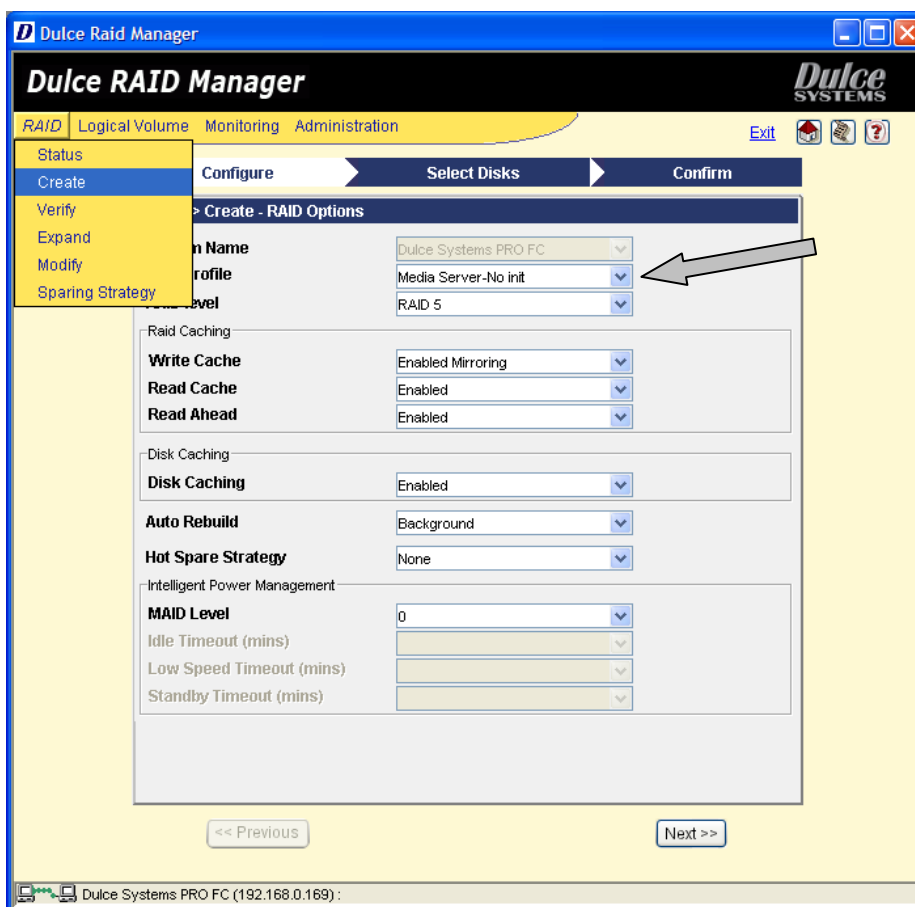 Dulce Raid Manager
Dulce RAID Manager
Dulce
SYSTEMS
RAID Logical Volume Monitoring Administration
Exit
Status
Create
Verify
Expand
Modify
Sparing Strategy
Configure Select Disks Confirm
> Create - RAID Options
Name Dulce Systems PRO FC
Media Server-No init
RAID 5
Raid Caching
Write Cache Enabled Mirroring
Read Cache Enabled
Read Ahead Enabled
Disk Caching
Disk Caching Enabled
Auto Rebuild Background
Hot Spare Strategy None
Intelligent Power Management
MAID Level 0
Idle Timeout (mins)
Low Speed Timeout (mins)
Standby Timeout (mins)
<< Previous Next >>
Dulce Systems PRO FC (192.168.0.169) :